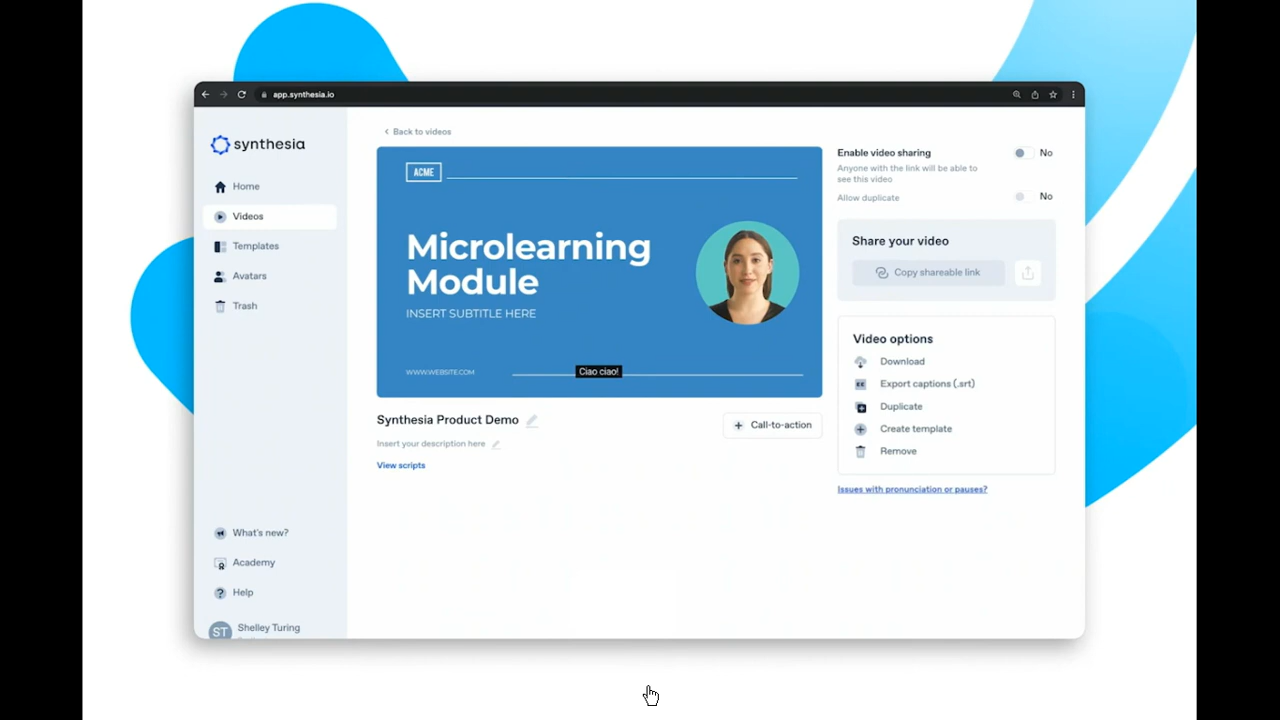 app.synthesia.io
synthesia
Home
Videos
Templates
Avatars
Trash
What's new?
Academy
Help
ST
Shelley Turing
Back to videos
ACME
Microlearning
Module
INSERT SUBTITLE HERE
WWW.WEBSITE.COM
Ciao ciao!
Synthesia Product Demo
Call-to-action
Insert your description here
View scripts
Enable video sharing
No
Anyone with the link will be able to
see this video
Allow duplicate
No
Share your video
Copy shareable link
Video options
Download
Export captions (.srt)
Duplicate
Create template
Remove
Issues with pronunciation or pauses?